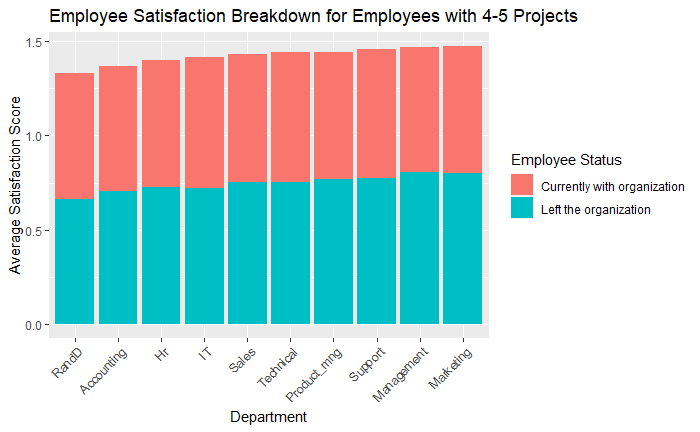 Employee Satisfaction Breakdown for Employees with 4-5 Projects
1.5
1.0
0.5
0.0
Average Satisfaction Score
RandD
Accounting
Hr
IT
Sales
Technical
Product_mng
Support
Management
Marketing
Department
Employee Status
Currently with organization
Left the organization